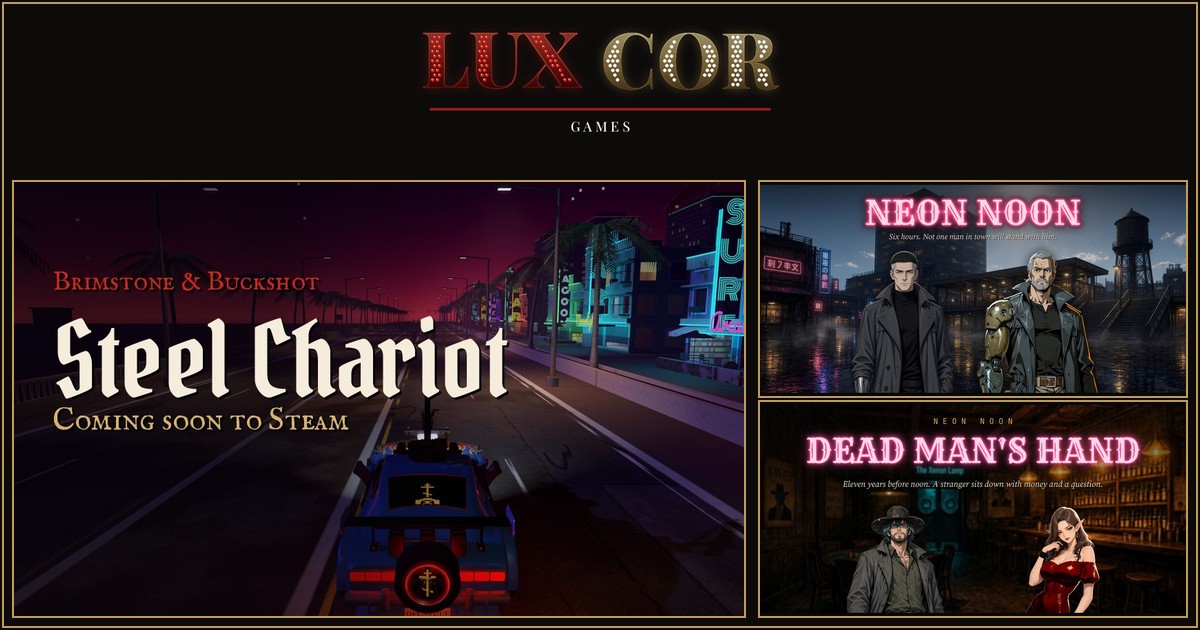 LUX COR
GAMES
Brimstone & Buckshot
Steel Chariot
Coming soon to Steam
NEON NOON
Six hours. Not one man in town will stand with him.
NEON NOON
DEAD MAN'S HAND
The Xenon Lamp
Eleven years before noon. A stranger sits down with money and a question.